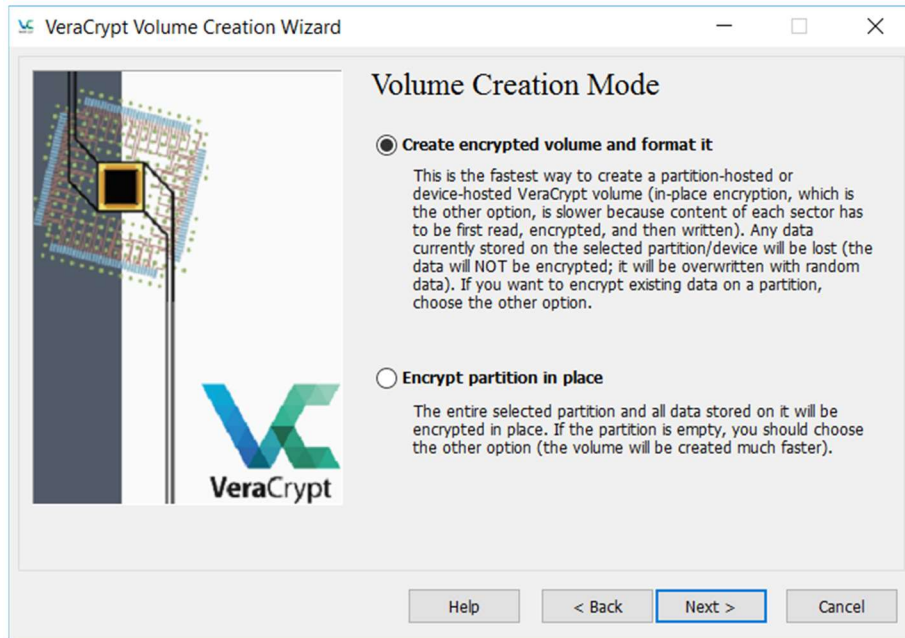 VeraCrypt Volume Creation Wizard
Volume Creation Mode
Create encrypted volume and format it
This is the fastest way to create a partition-hosted or
device-hosted VeraCrypt volume (in-place encryption, which is
the other option, is slower because content of each sector has
to be first read, encrypted, and then written). Any data
currently stored on the selected partition/device will be lost (the
data will NOT be encrypted; it will be overwritten with random
data). If you want to encrypt existing data on a partition,
choose the other option.
Encrypt partition in place
The entire selected partition and all data stored on it will be
encrypted in place. If the partition is empty, you should choose
the other option (the volume will be created much faster).
VeraCrypt
Help
< Back
Next >
Cancel